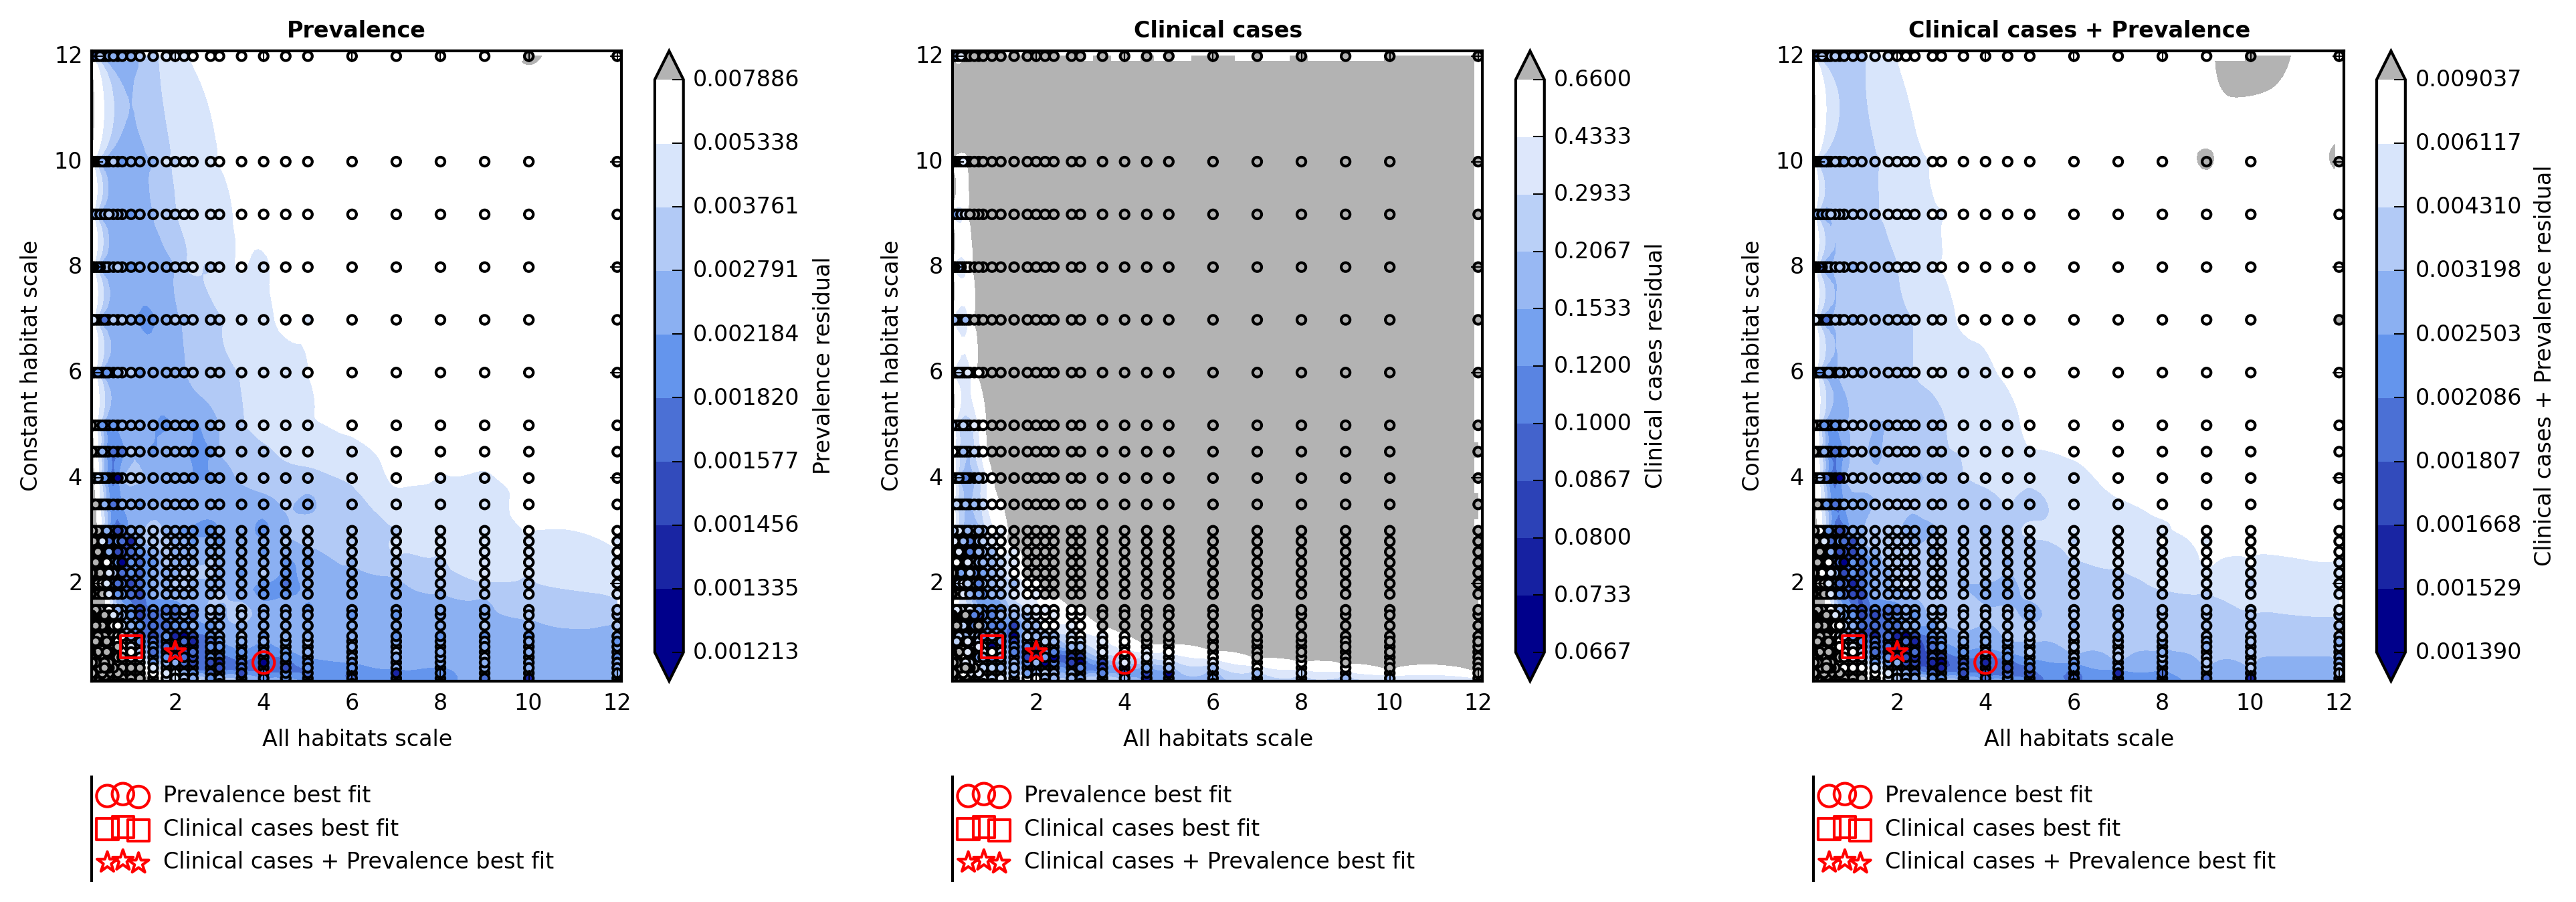 Prevalence
12
10
8
6
4
2
2 4 6 8 10 12
Constant habitat scale
All habitats scale
0.007886
0.005338
0.003761
0.002791
0.002184
0.001820
0.001577
0.001456
0.001335
0.001213
Prevalence residual
Prevalence best fit
Clinical cases best fit
Clinical cases + Prevalence best fit
Clinical cases
12
10
8
6
4
2
2 4 6 8 10 12
Constant habitat scale
All habitats scale
0.6600
0.4333
0.2933
0.2067
0.1533
0.1200
0.1000
0.0867
0.0800
0.0733
0.0667
Clinical cases residual
Prevalence best fit
Clinical cases best fit
Clinical cases + Prevalence best fit
Clinical cases + Prevalence
12
10
8
6
4
2
2 4 6 8 10 12
Constant habitat scale
All habitats scale
0.009037
0.006117
0.004310
0.003198
0.002503
0.002086
0.001807
0.001668
0.001529
0.001390
Clinical cases + Prevalence residual
Prevalence best fit
Clinical cases best fit
Clinical cases + Prevalence best fit